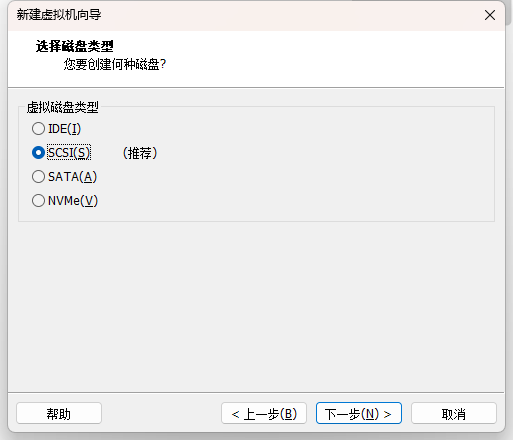 新建虚拟机向导
选择磁盘类型
您要创建何种磁盘?
虚拟磁盘类型
IDE(I)
SCSI(S) (推荐)
SATA(A)
NVMe(V)
帮助 < 上一步(B) 下一步(N) > 取消